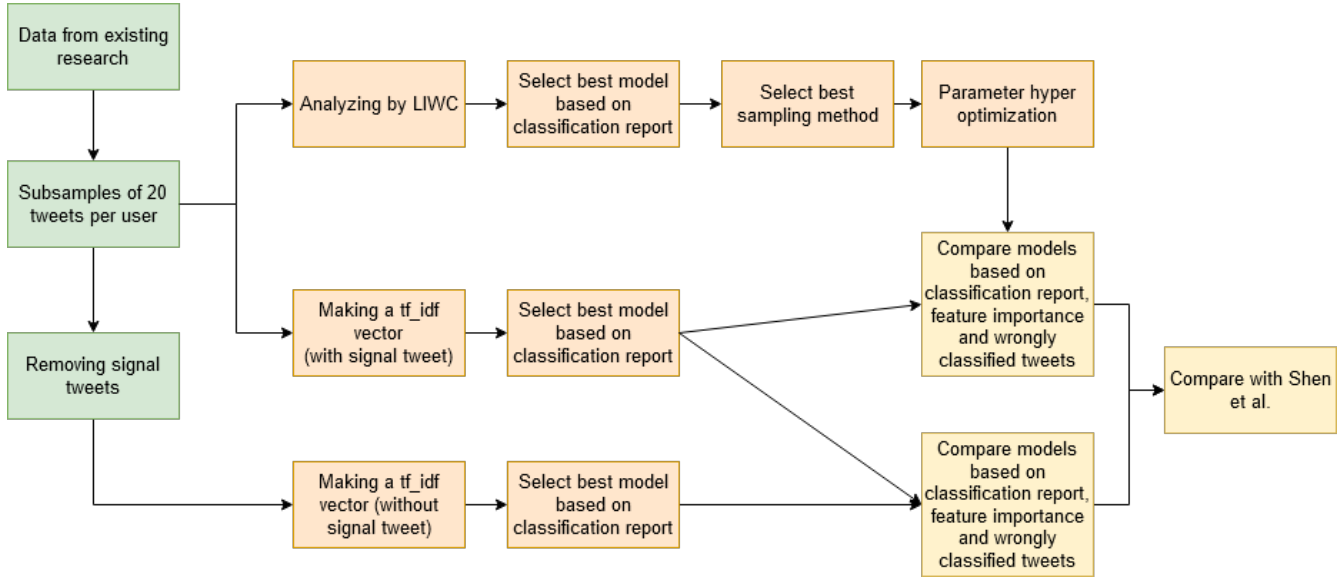 Data from existing
research
Analyzing by LIWC
Select best model
based on
classification report
Select best
sampling method
Parameter hyper
optimization
Subsamples of 20
tweets per user
Compare models
based on
classification report,
feature importance
and wrongly
classified tweets
Making a tf_idf
vector
(with signal tweet)
Select best model
based on
classification report
Removing signal
tweets
Compare with Shen
et al.
Making a tf_idf
vector (without
signal tweet)
Select best model
based on
classification report
Compare models
based on
classification report,
feature importance
and wrongly
classified tweets